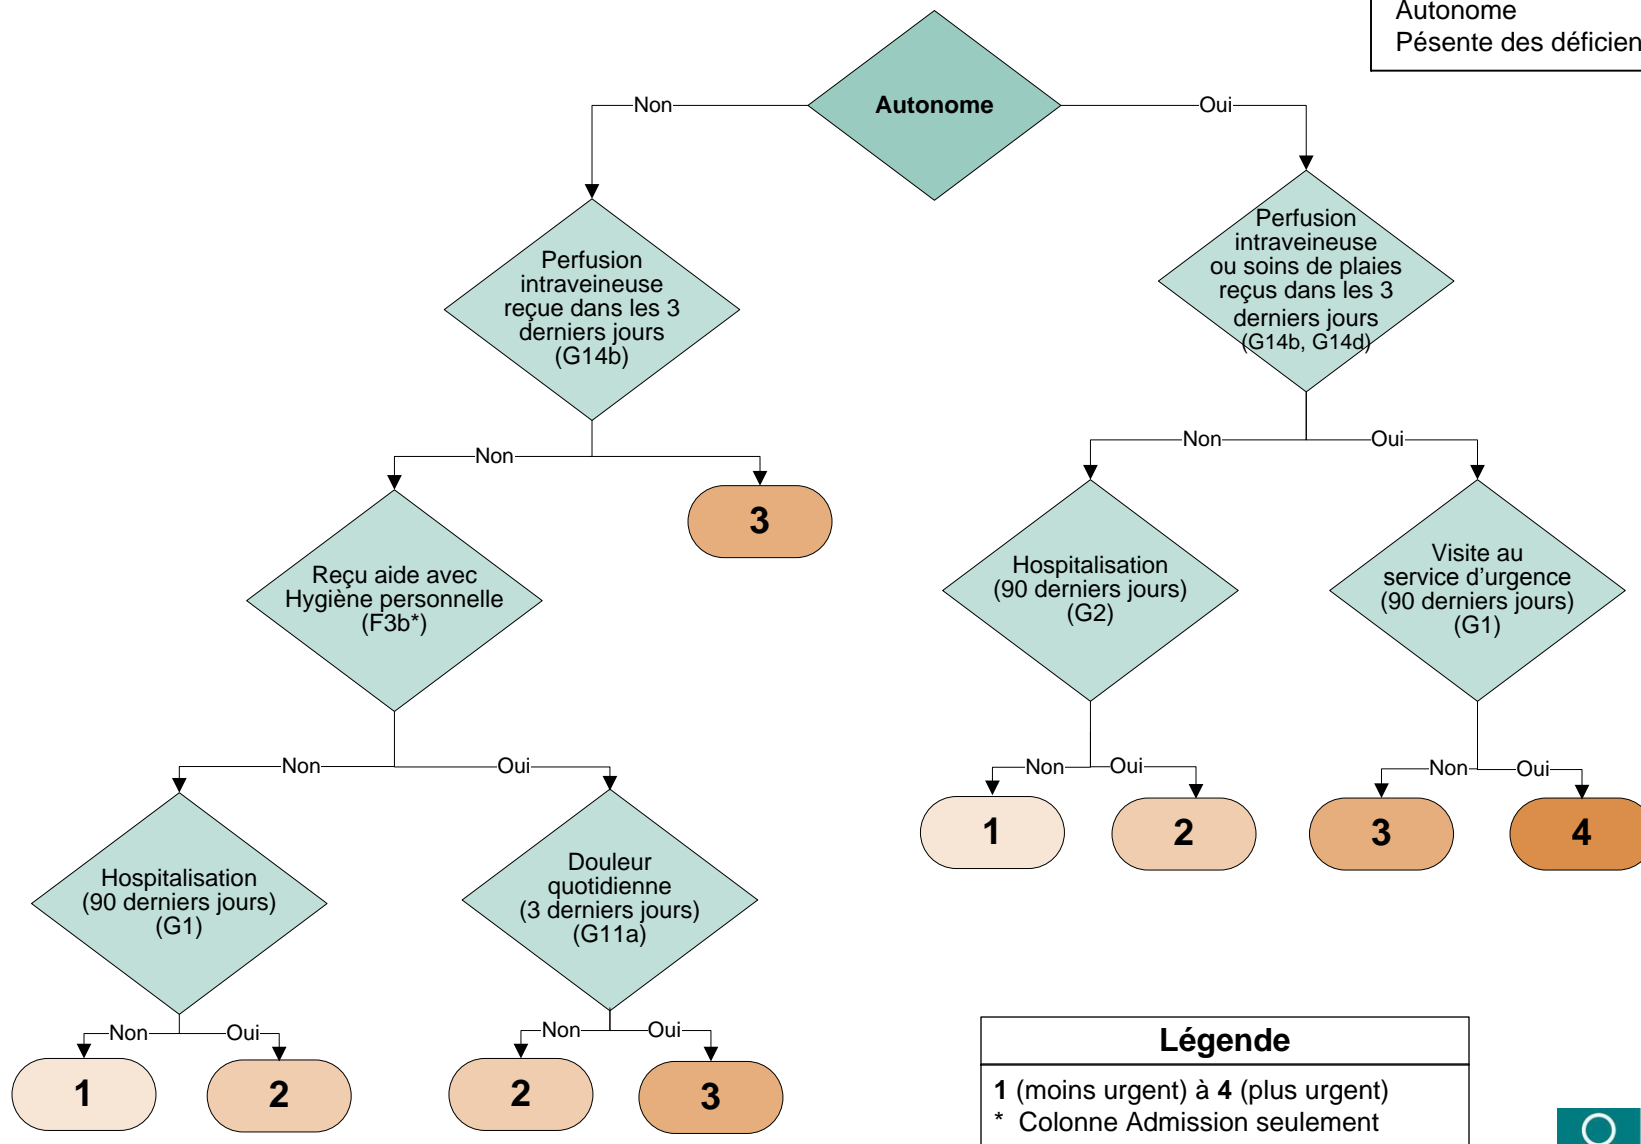 Autonome
Pésente des déficien
Autonome
Non
Oui
Perfusion
intraveineuse
reçue dans les 3
derniers jours
(G14b)
Perfusion
intraveineuse
ou soins de plaies
reçus dans les 3
derniers jours
(G14b, G14d)
Non
3
Non
Oui
Reçu aide avec
Hygiène personnelle
(F3b*)
Hospitalisation
(90 derniers jours)
(G2)
Visite au
service d’urgence
(90 derniers jours)
(G1)
Non
Oui
Non
Oui
Non
Oui
1
2
3
4
Hospitalisation
(90 derniers jours)
(G1)
Douleur
quotidienne
(3 derniers jours)
(G11a)
Non
Oui
Non
Oui
1
2
2
3
Légende
1 (moins urgent) à 4 (plus urgent)
* Colonne Admission seulement